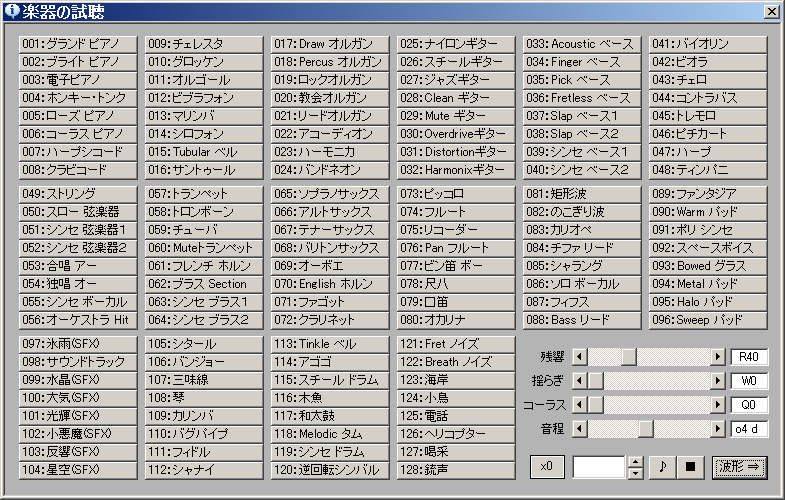 楽器の試聴
001:グランド ピアノ
002:ブライト ピアノ
003:電子ピアノ
004:ホンキー・トンク
005:ローズ ピアノ
006:コーラス ピアノ
007:ハープシコード
008:クラビコード
009:チェレスタ
010:グロッケン
011:オルゴール
012:ビブラフォン
013:マリンバ
014:シロフォン
015:Tubular ベル
016:サントゥール
017:Draw オルガン
018:Percus オルガン
019:ロックオルガン
020:教会オルガン
021:リードオルガン
022:アコーディオン
023:ハーモニカ
024:バンドネオン
025:ナイロンギター
026:スチールギター
027:ジャズギター
028:Clean ギター
029:Mute ギター
030:Overdriveギター
031:Distortionギター
032:Harmonixギター
033:Acoustic ベース
034:Finger ベース
035:Pick ベース
036:Fretless ベース
037:Slap ベース1
038:Slap ベース2
039:シンセ ベース1
040:シンセ ベース2
041:バイオリン
042:ビオラ
043:チェロ
044:コントラバス
045:トレモロ
046:ピチカート
047:ハープ
048:ティンパニ
049:ストリング
050:スロー 弦楽器
051:シンセ 弦楽器1
052:シンセ 弦楽器2
053:合唱 アー
054:独唱 オー
055:シンセ ボーカル
056:オーケストラ Hit
057:トランペット
058:トロンボーン
059:チューバ
060:Muteトランペット
061:フレンチ ホルン
062:ブラス Section
063:シンセ ブラス1
064:シンセ ブラス2
065:ソプラノサックス
066:アルトサックス
067:テナーサックス
068:バリトンサックス
069:オーボエ
070:English ホルン
071:ファゴット
072:クラリネット
073:ピッコロ
074:フルート
075:リコーダー
076:Pan フルート
077:ビン笛 ボー
078:尺八
079:口笛
080:オカリナ
081:矩形波
082:のこぎり波
083:カリオペ
084:チファ リード
085:シャラング
086:ソロ ボーカル
087:フィフス
088:Bass リード
089:ファンタジア
090:Warm パッド
091:ポリ シンセ
092:スペースボイス
093:Bowed グラス
094:Metal パッド
095:Halo パッド
096:Sweep パッド
097:氷雨(SFX)
098:サウンドトラック
099:水晶(SFX)
100:大気(SFX)
101:光輝(SFX)
102:小悪魔(SFX)
103:反響(SFX)
104:星空(SFX)
105:シタール
106:バンジョー
107:三味線
108:琴
109:カリンバ
110:バグパイプ
111:フィドル
112:シャナイ
113:Tinkle ベル
114:アゴゴ
115:スチール ドラム
116:木魚
117:和太鼓
118:Melodic タム
119:シンセ ドラム
120:逆回転シンバル
121:Fret ノイズ
122:Breath ノイズ
123:海岸
124:小鳥
125:電話
126:ヘリコプター
127:喝采
128:銃声
残響 R40
揺らぎ W0
コーラス Q0
音程 o4 d
x0 ♪ ■ 波形 ⇒